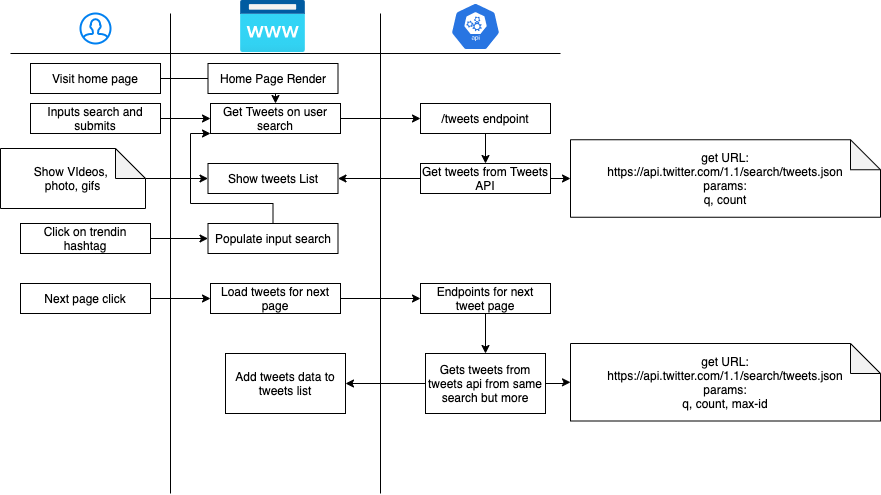 WWW
api
Visit home page
Home Page Render
Inputs search and
submits
Get Tweets on user
search
/tweets endpoint
Show VIdeos,
photo, gifs
Show tweets List
Get tweets from Tweets
API
get URL:
https://api.twitter.com/1.1/search/tweets.json
params:
q, count
Click on trendin
hashtag
Populate input search
Next page click
Load tweets for next
page
Endpoints for next
tweet page
Add tweets data to
tweets list
Gets tweets from
tweets api from same
search but more
get URL:
https://api.twitter.com/1.1/search/tweets.json
params:
q, count, max-id